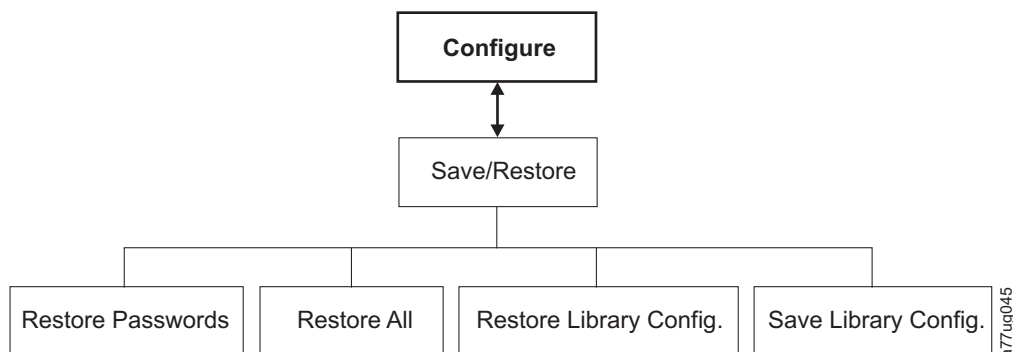 Configure
Save/Restore
Restore Passwords
Restore All
Restore Library Config.
Save Library Config.
a77ug045